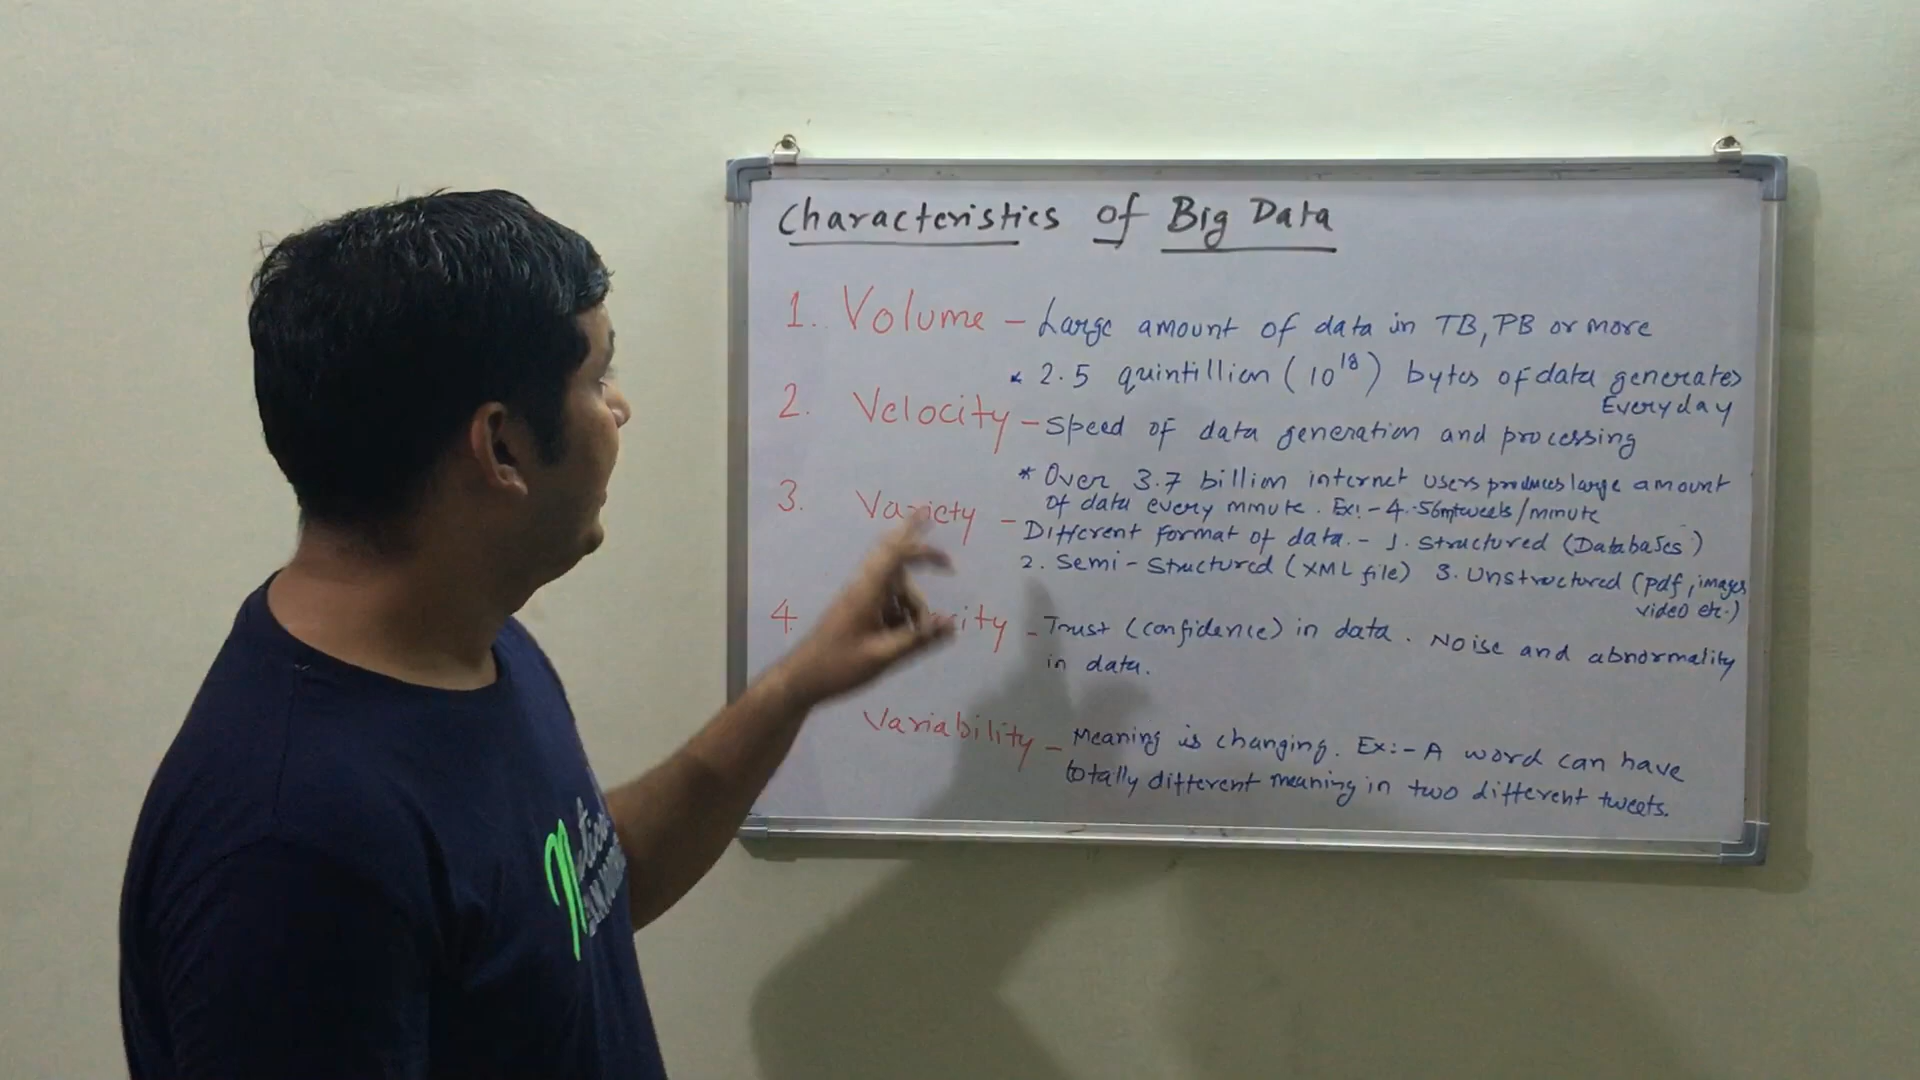 Characteristics of Big Data
1. Volume - Large amount of data in TB, PB or more
* 2.5 quintillion (10^18) bytes of data generates
Everyday
2. Velocity - Speed of data generation and processing
* Over 3.7 billion internet users produces large amount
of data every minute. Ex:- 4.56m tweets/minute
3. Variety - Different Format of data. - 1. Structured (Databases)
2. Semi-Structured (XML file) 3. Unstructured (pdf, images
video etc.)
4. - Trust (confidence) in data. Noise and abnormality
in data.
Variability - Meaning is changing. Ex:- A word can have
totally different meaning in two different tweets.